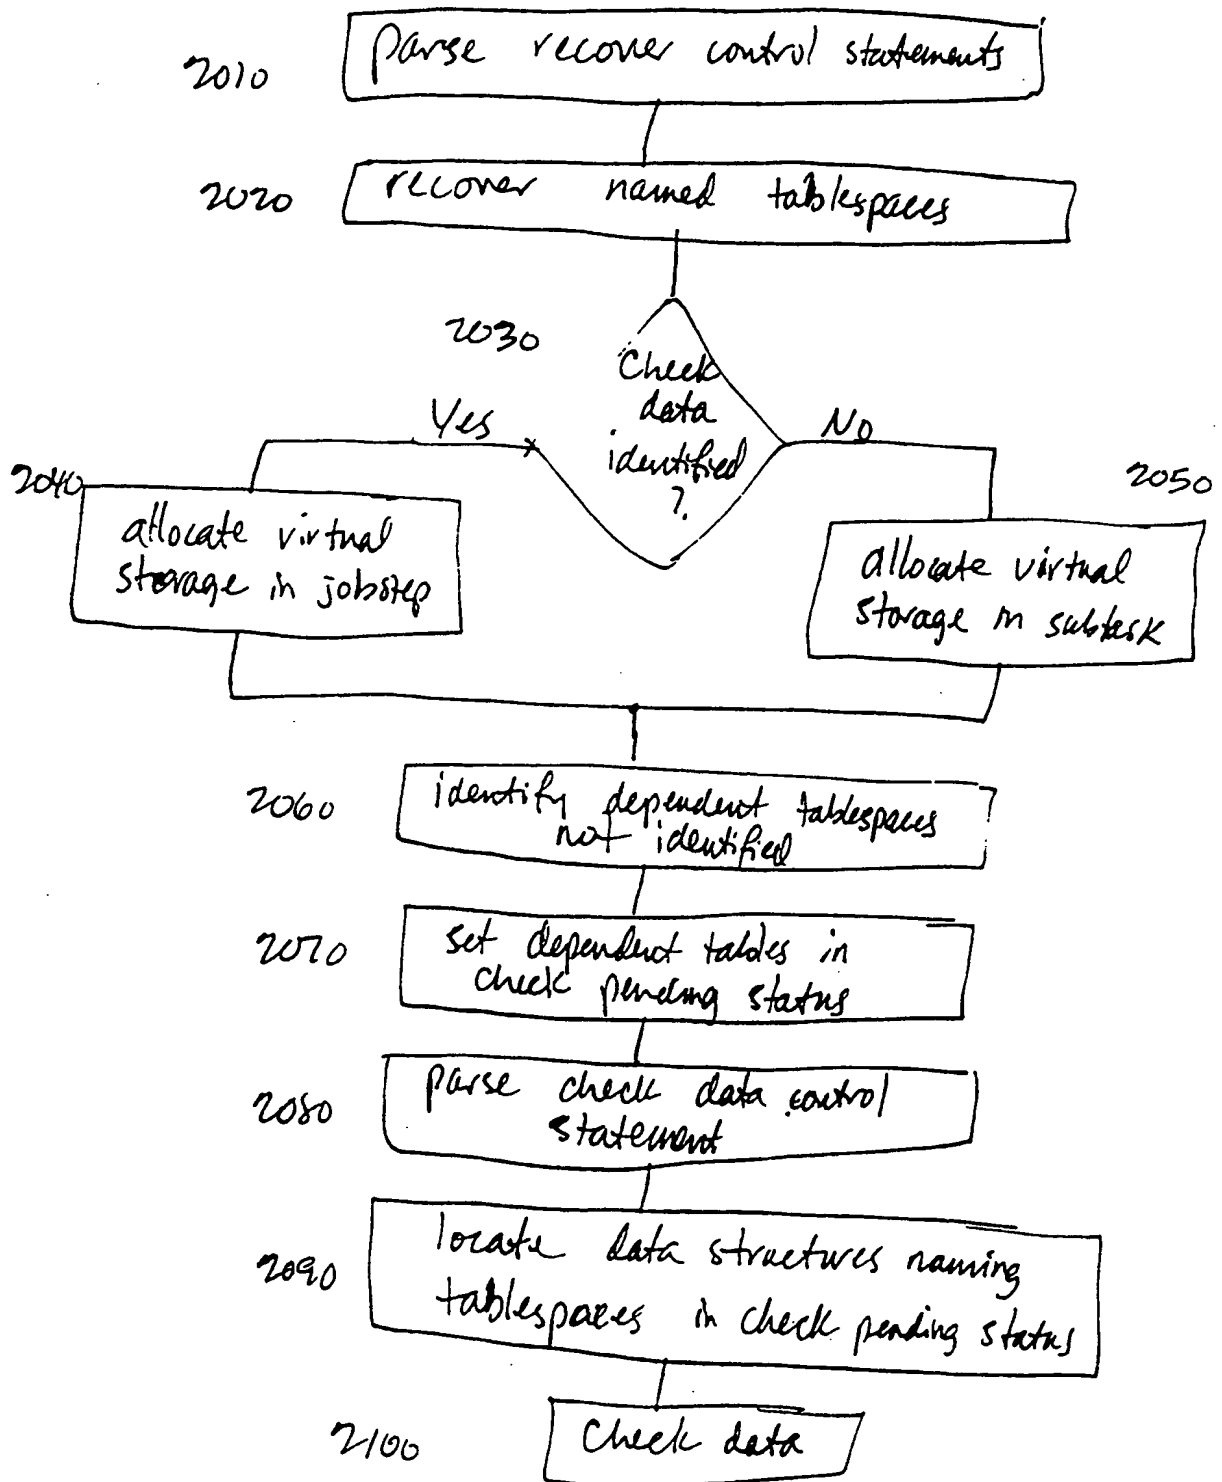 2010
parse recover control statements
2020
recover named tablespaces
2030
Check
data
identified
?
Yes
No
2040
allocate virtual
storage in jobstep
2050
allocate virtual
storage in subtask
2060
identify dependent tablespaces
not identified
2070
set dependent tables in
check pending status
2080
parse check data control
statement
2090
locate data structures naming
tablespaces in check pending status
2100
Check data